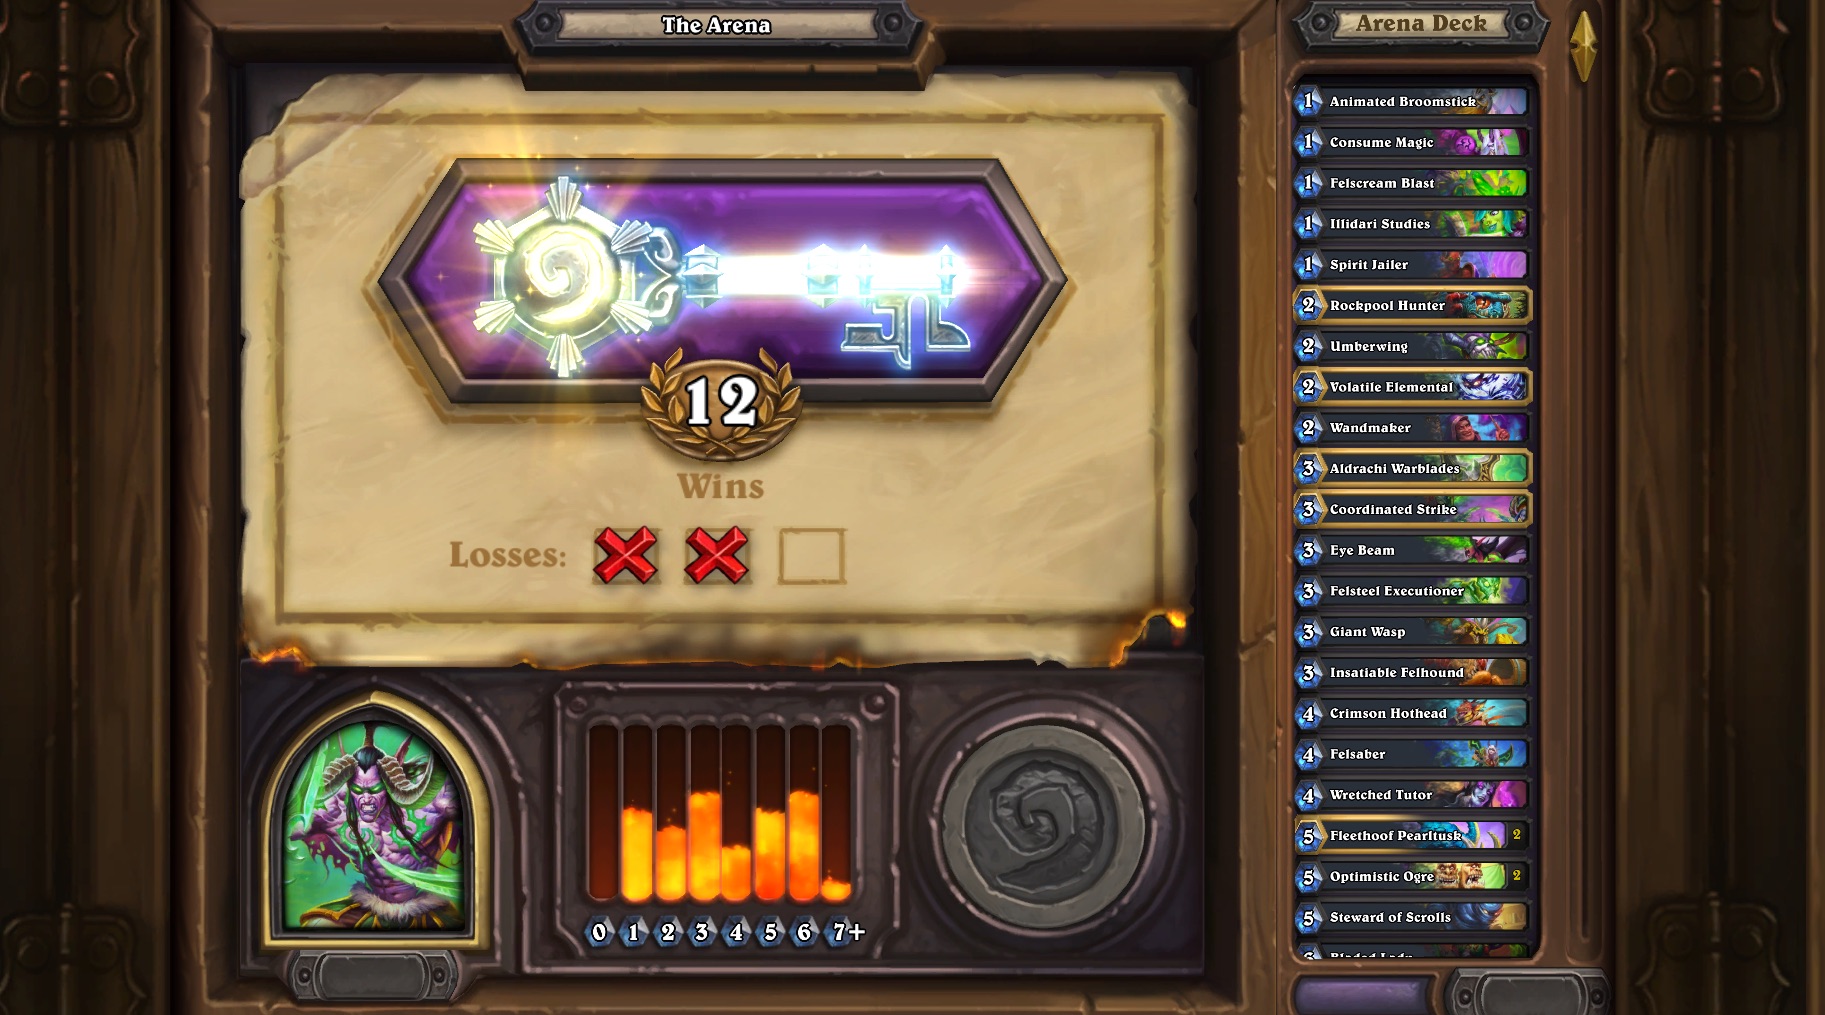 The Arena
12
Wins
Losses:
0 1 2 3 4 5 6 7+
Arena Deck
1 Animated Broomstick
1 Consume Magic
1 Felscream Blast
1 Illidari Studies
1 Spirit Jailer
2 Rockpool Hunter
2 Umberwing
2 Volatile Elemental
2 Wandmaker
3 Aldrachi Warblades
3 Coordinated Strike
3 Eye Beam
3 Felsteel Executioner
3 Giant Wasp
3 Insatiable Felhound
4 Crimson Hothead
4 Felsaber
4 Wretched Tutor
5 Fleethoof Pearltusk 2
5 Optimistic Ogre 2
5 Steward of Scrolls